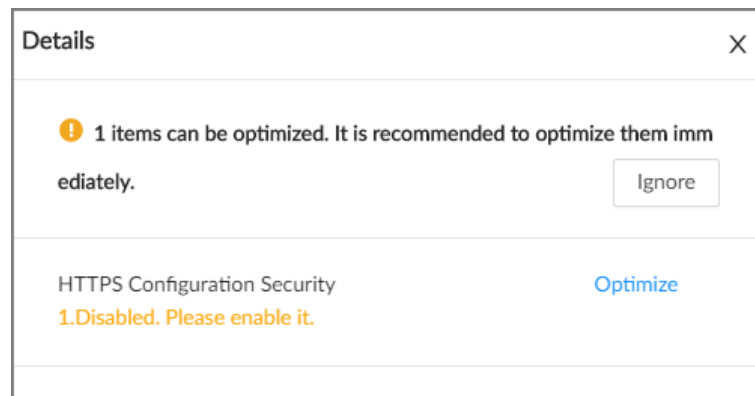 Details
X
1 items can be optimized. It is recommended to optimize them imm
ediately.
Ignore
HTTPS Configuration Security
Optimize
1.Disabled. Please enable it.